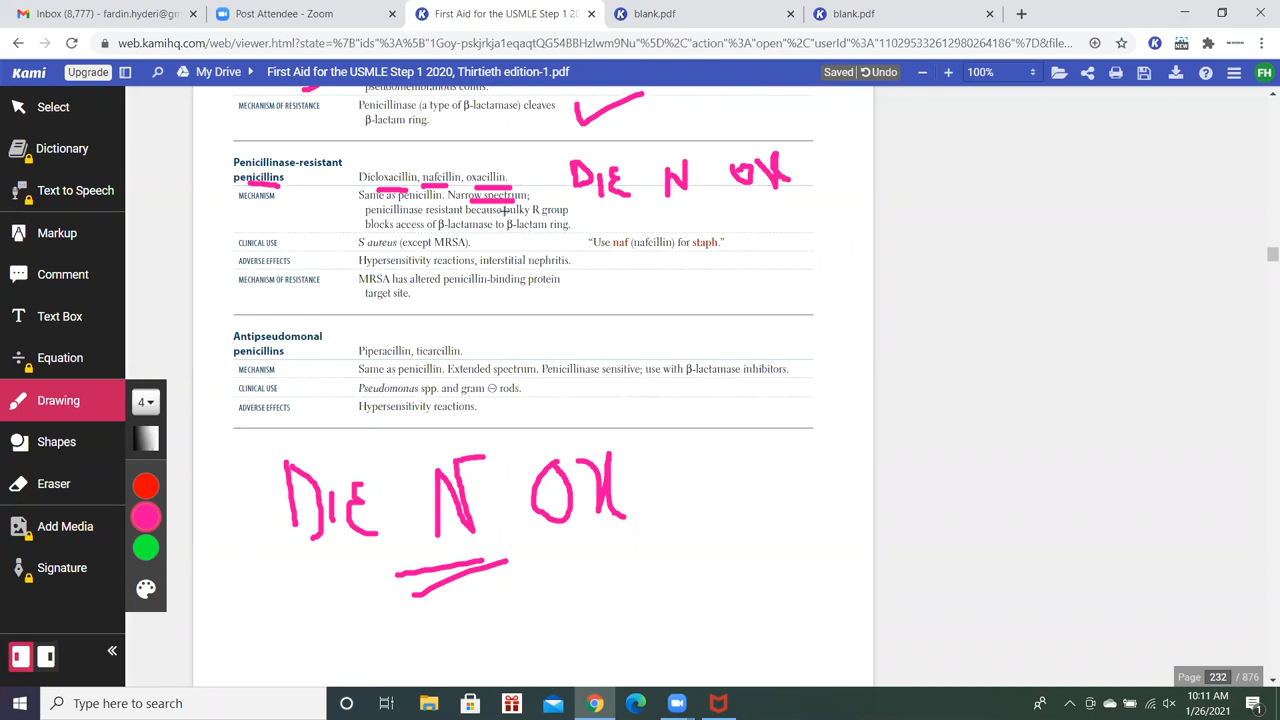 Inbox (777) - fardin.hyderi@gm
Post Attendee - Zoom
First Aid for the USMLE Step 1 20
blank.pdf
blank.pdf
web.kamihq.com/web/viewer.html?state=%7B"ids"%3A%5B"1Goy-pskjrkja1eqaqtQG54BBHzIwm9Nu"%5D%2C"action"%3A"open"%2C"userId"%3A"110295332612980264186"%7D&file...
Kami
Upgrade
My Drive
First Aid for the USMLE Step 1 2020, Thirtieth edition-1.pdf
Saved
Undo
100%
FH
Select
Dictionary
Text to Speech
Markup
Comment
Text Box
Equation
Drawing
Shapes
Eraser
Add Media
Signature
4
pseudomembranous colitis.
MECHANISM OF RESISTANCE Penicillinase (a type of β-lactamase) cleaves
β-lactam ring.
Penicillinase-resistant
penicillins Dicloxacillin, nafcillin, oxacillin.
DIE N OX
MECHANISM Same as penicillin. Narrow spectrum;
penicillinase resistant because bulky R group
blocks access of β-lactamase to β-lactam ring.
CLINICAL USE S aureus (except MRSA). "Use naf (nafcillin) for staph."
ADVERSE EFFECTS Hypersensitivity reactions, interstitial nephritis.
MECHANISM OF RESISTANCE MRSA has altered penicillin-binding protein
target site.
Antipseudomonal
penicillins Piperacillin, ticarcillin.
MECHANISM Same as penicillin. Extended spectrum. Penicillinase sensitive; use with β-lactamase inhibitors.
CLINICAL USE Pseudomonas spp. and gram ⊖ rods.
ADVERSE EFFECTS Hypersensitivity reactions.
DIE N OX
Page 232 / 876
Type here to search
10:11 AM
1/26/2021